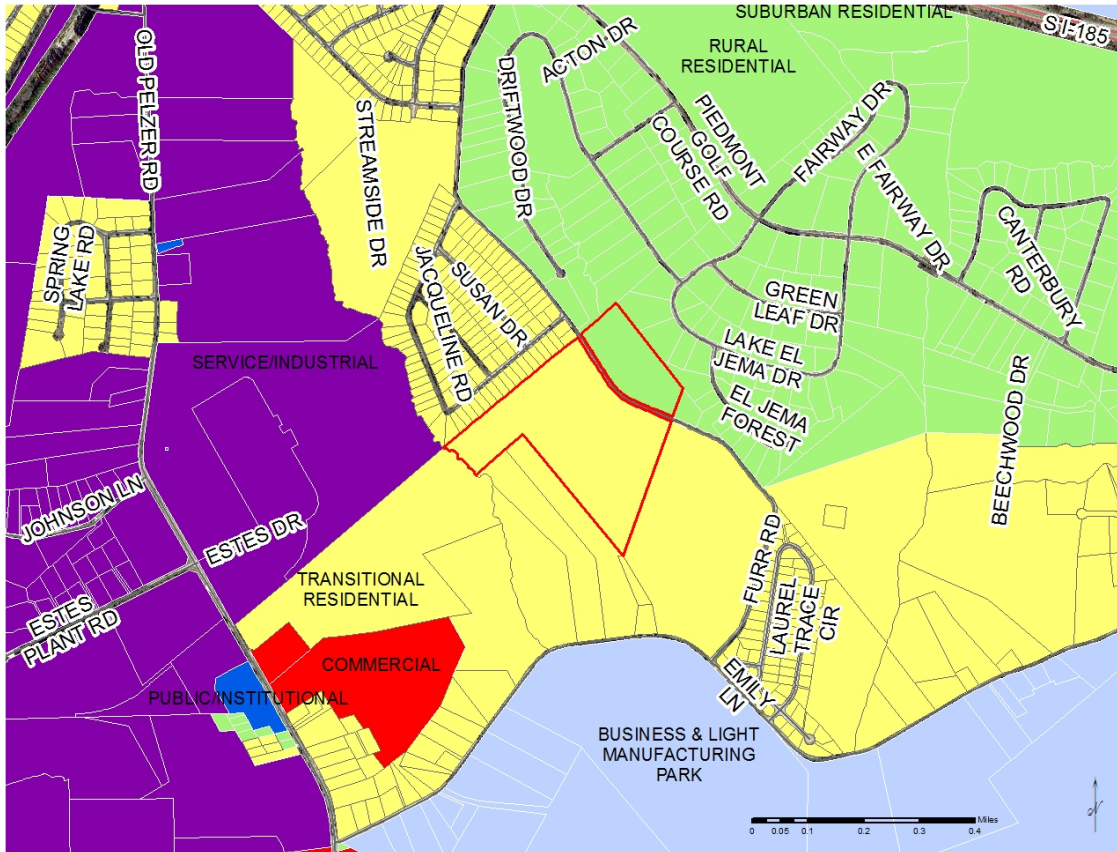 SUBURBAN RESIDENTIAL
S I-185
RURAL
RESIDENTIAL
OLD PELZER RD
ACTON DR
DRIFTWOOD DR
PIEDMONT
GOLF
COURSE RD
FAIRWAY DR
E FAIRWAY DR
STREAMSIDE DR
CANTERBURY
RD
SPRING
LAKE RD
JACQUELINE RD
SUSAN DR
GREEN
LEAF DR
LAKE EL
JEMA DR
EL JEMA
FOREST
SERVICE/INDUSTRIAL
BEECHWOOD DR
JOHNSON LN
ESTES DR
ESTES
PLANT RD
TRANSITIONAL
RESIDENTIAL
FURR RD
LAUREL
TRACE
CIR
COMMERCIAL
PUBLIC/INSTITUTIONAL
EMILY
LN
BUSINESS & LIGHT
MANUFACTURING
PARK
N
Miles
0 0.05 0.1 0.2 0.3 0.4